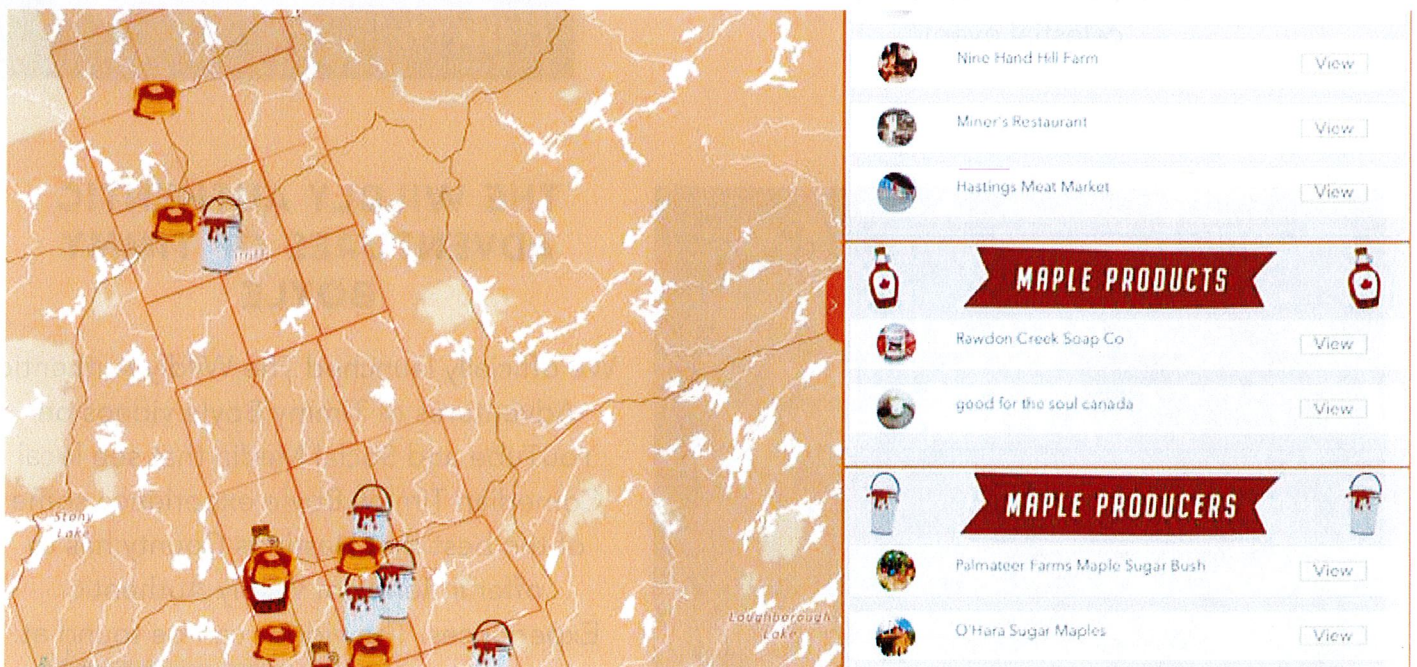 Stony
Lake
Loughborough
Lake
Nine Hand Hill Farm
View
Miner's Restaurant
View
Hastings Meat Market
View
MAPLE PRODUCTS
Rawdon Creek Soap Co
View
good for the soul canada
View
MAPLE PRODUCERS
Palmateer Farms Maple Sugar Bush
View
O'Hara Sugar Maples
View